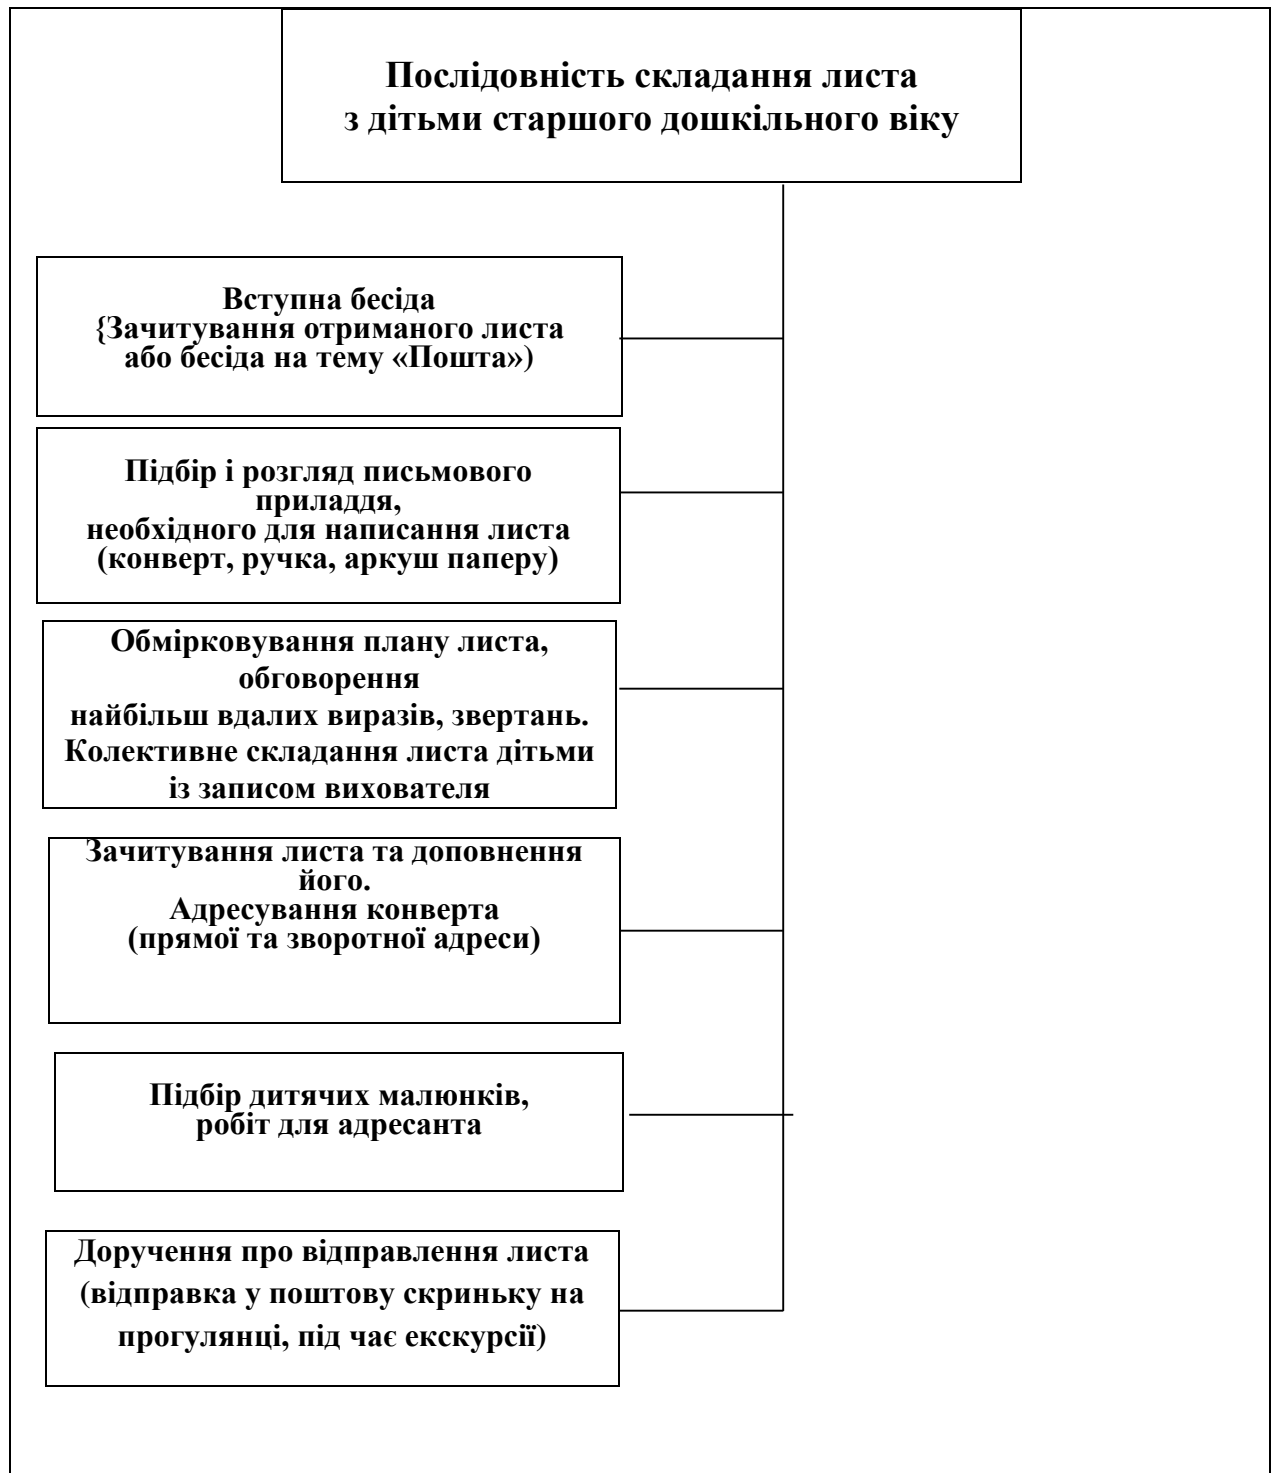 Послідовність складання листа
з дітьми старшого дошкільного віку
Вступна бесіда
{Зачитування отриманого листа
або бесіда на тему «Пошта»)
Підбір і розгляд письмового
приладдя,
необхідного для написання листа
(конверт, ручка, аркуш паперу)
Обмірковування плану листа,
обговорення
найбільш вдалих виразів, звертань.
Колективне складання листа дітьми
із записом вихователя
Зачитування листа та доповнення
його.
Адресування конверта
(прямої та зворотної адреси)
Підбір дитячих малюнків,
робіт для адресанта
Доручення про відправлення листа
(відправка у поштову скриньку на
прогулянці, під чає екскурсії)